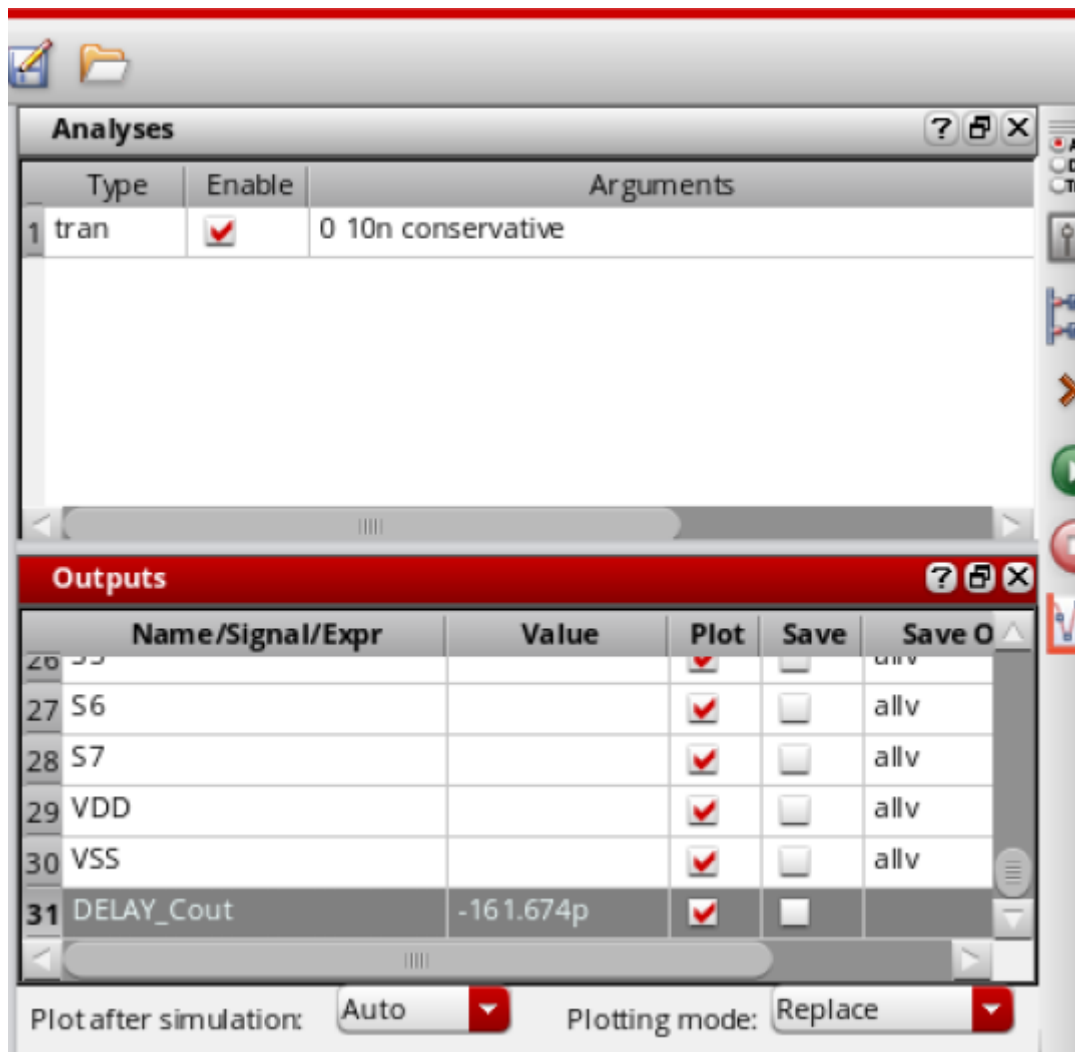 Analyses
Type Enable Arguments
1 tran 0 10n conservative
Outputs
Name/Signal/Expr Value Plot Save Save O
26
27 S6 allv
28 S7 allv
29 VDD allv
30 VSS allv
31 DELAY_Cout -161.674p
Plot after simulation: Auto Plotting mode: Replace